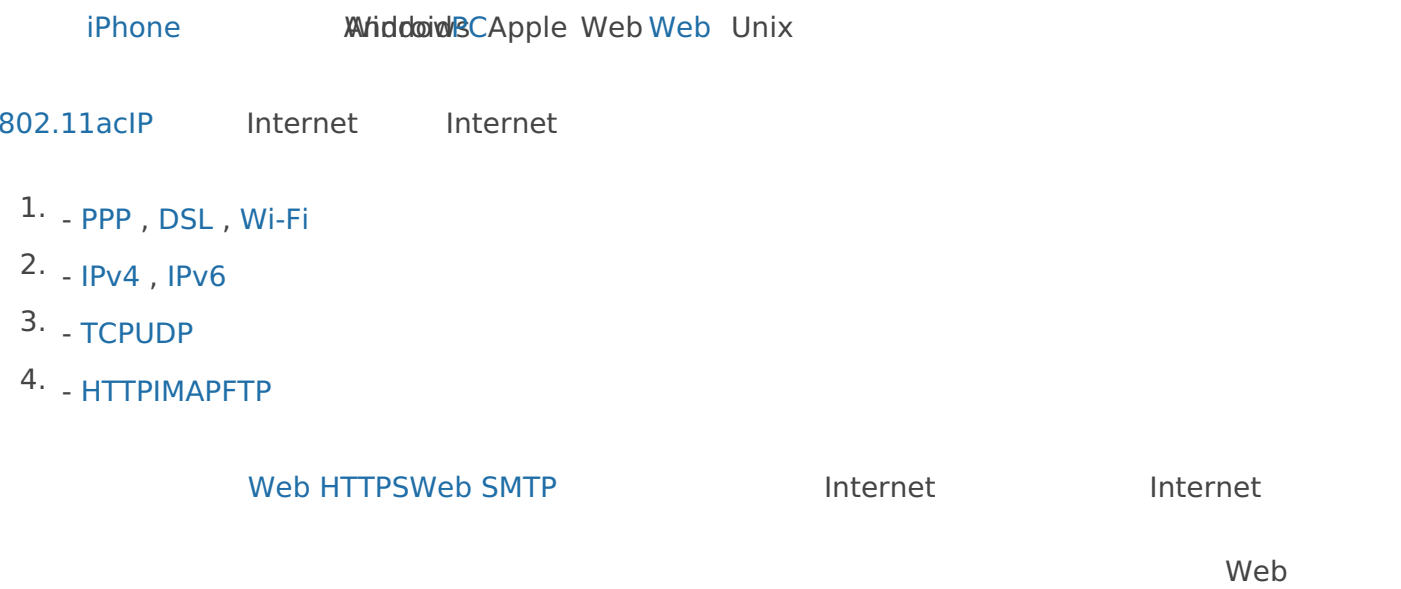 iPhone PC Apple Web Web Unix
802.11acIP Internet Internet
1. - PPP , DSL , Wi-Fi
2. - IPv4 , IPv6
3. - TCPUDP
4. - HTTPIMAPFTP
Web HTTPSWeb SMTP Internet Internet
Web